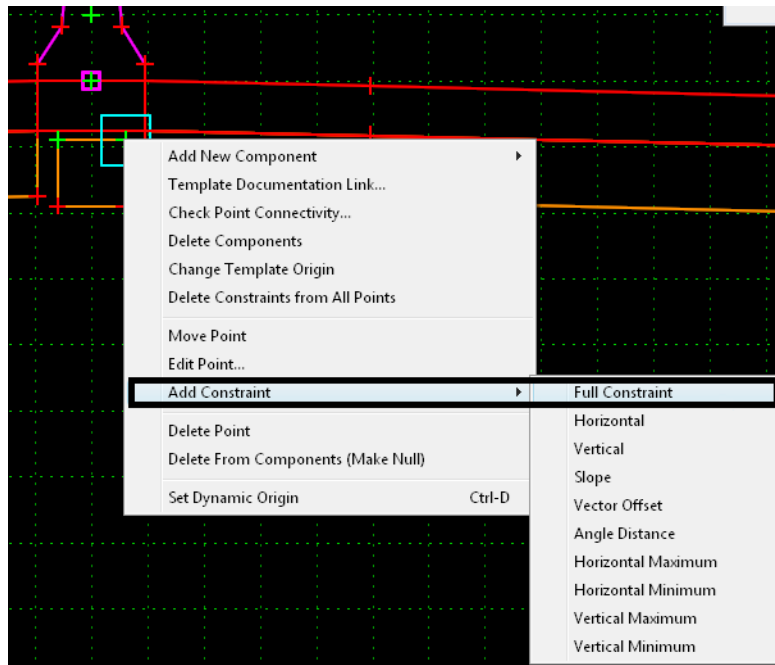 Add New Component
Template Documentation Link...
Check Point Connectivity...
Delete Components
Change Template Origin
Delete Constraints from All Points
Move Point
Edit Point...
Add Constraint
Delete Point
Delete From Components (Make Null)
Set Dynamic Origin Ctrl-D
Full Constraint
Horizontal
Vertical
Slope
Vector Offset
Angle Distance
Horizontal Maximum
Horizontal Minimum
Vertical Maximum
Vertical Minimum